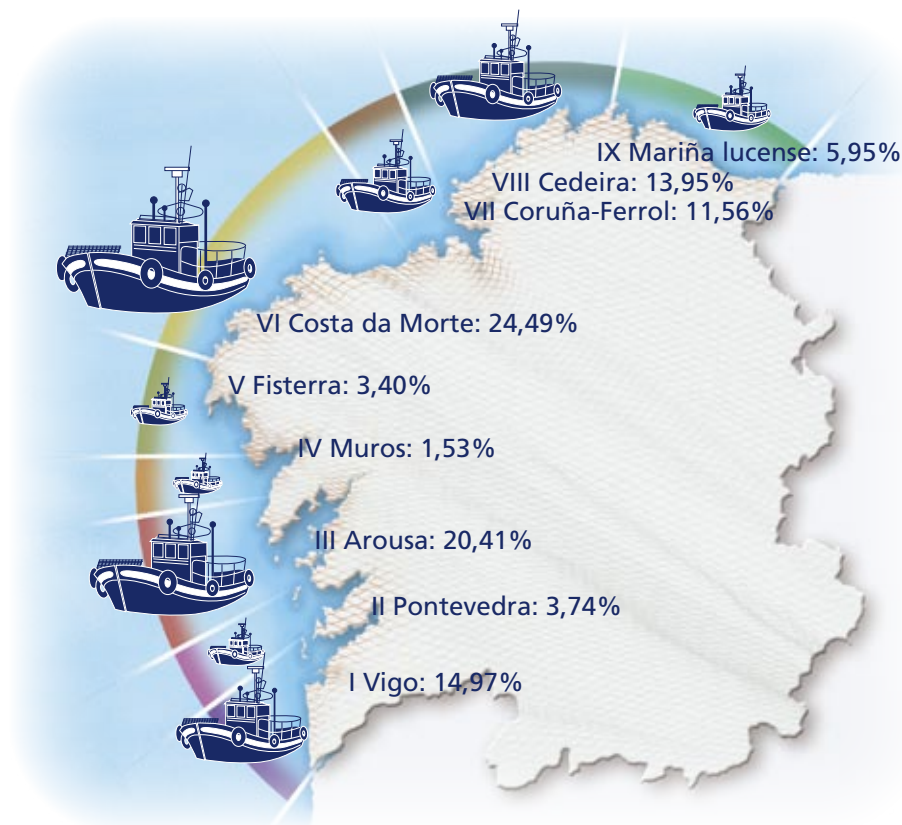 IX Mariña lucense: 5,95%
VIII Cedeira: 13,95%
VII Coruña-Ferrol: 11,56%
VI Costa da Morte: 24,49%
V Fisterra: 3,40%
IV Muros: 1,53%
III Arousa: 20,41%
II Pontevedra: 3,74%
I Vigo: 14,97%